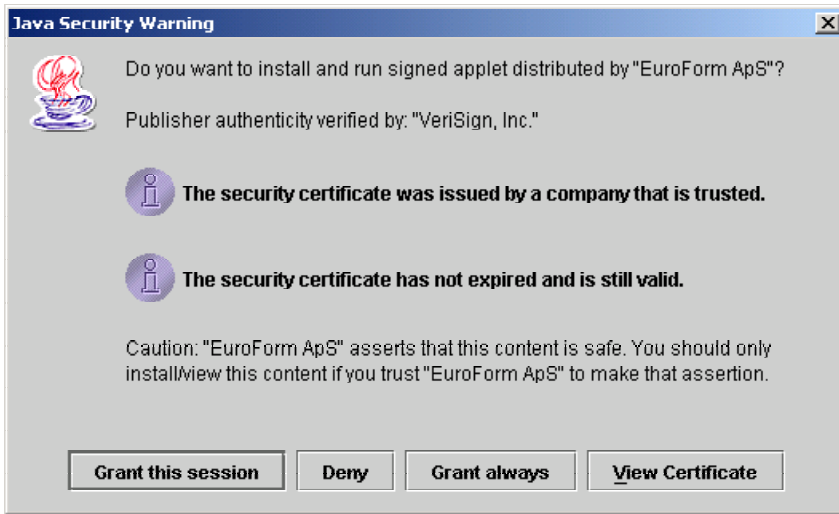 Java Security Warning
Do you want to install and run signed applet distributed by "EuroForm ApS"?
Publisher authenticity verified by: "VeriSign, Inc."
The security certificate was issued by a company that is trusted.
The security certificate has not expired and is still valid.
Caution: "EuroForm ApS" asserts that this content is safe. You should only
install/view this content if you trust "EuroForm ApS" to make that assertion.
Grant this session Deny Grant always View Certificate